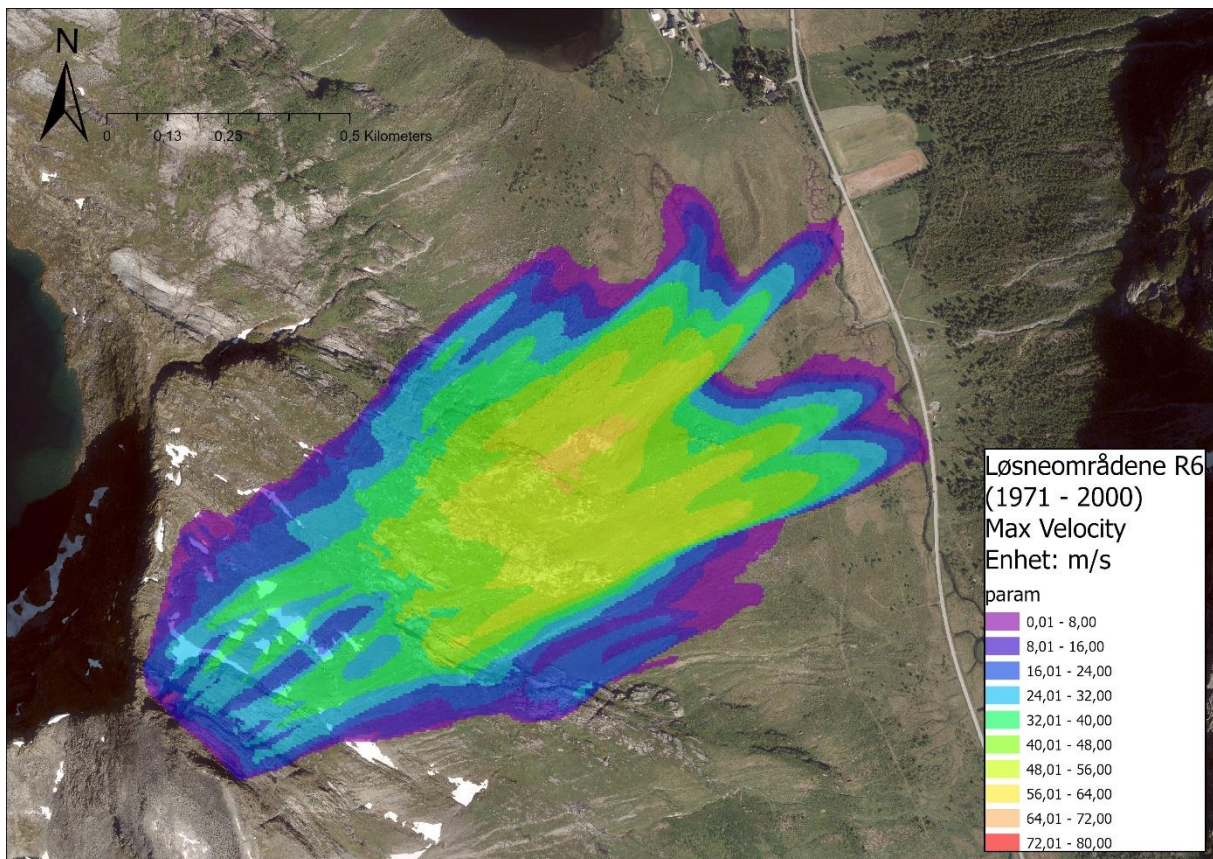 N
0 0,13 0,25 0,5 Kilometers
Løsneområdene R6
(1971 - 2000)
Max Velocity
Enhet: m/s
param
0,01 - 8,00
8,01 - 16,00
16,01 - 24,00
24,01 - 32,00
32,01 - 40,00
40,01 - 48,00
48,01 - 56,00
56,01 - 64,00
64,01 - 72,00
72,01 - 80,00